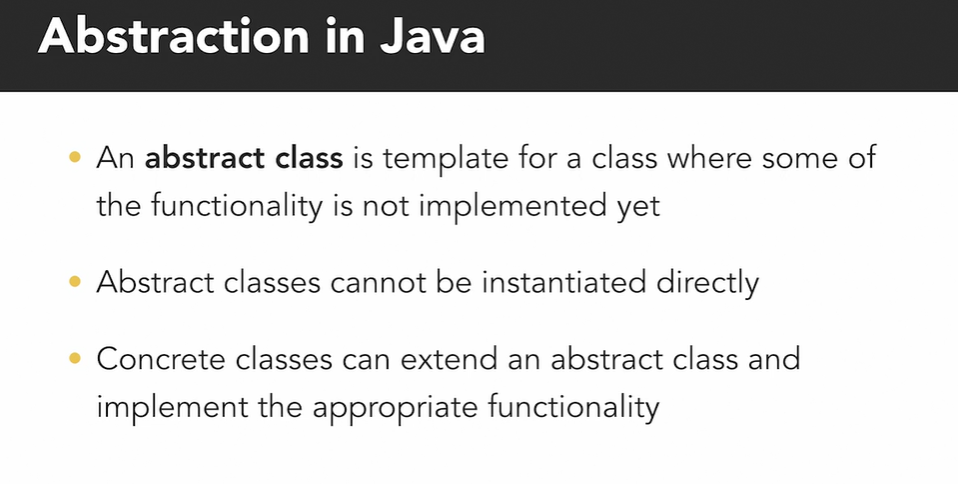 Abstraction in Java
• An abstract class is template for a class where some of
the functionality is not implemented yet
• Abstract classes cannot be instantiated directly
• Concrete classes can extend an abstract class and
implement the appropriate functionality